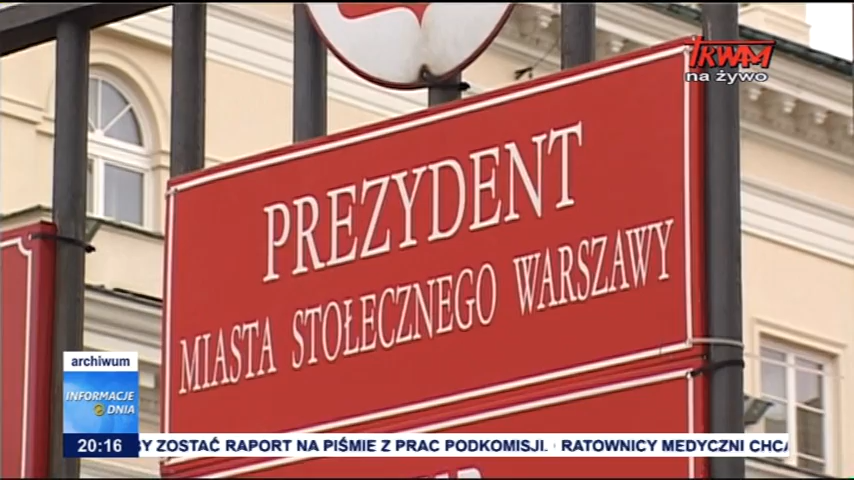 TRWAM
na żywo
PREZYDENT
MIASTA STOŁECZNEGO WARSZAWY
archiwum
INFORMACJE
DNIA
20:16
ZOSTAĆ RAPORT NA PIŚMIE Z PRAC PODKOMISJI. RATOWNICY MEDYCZNI